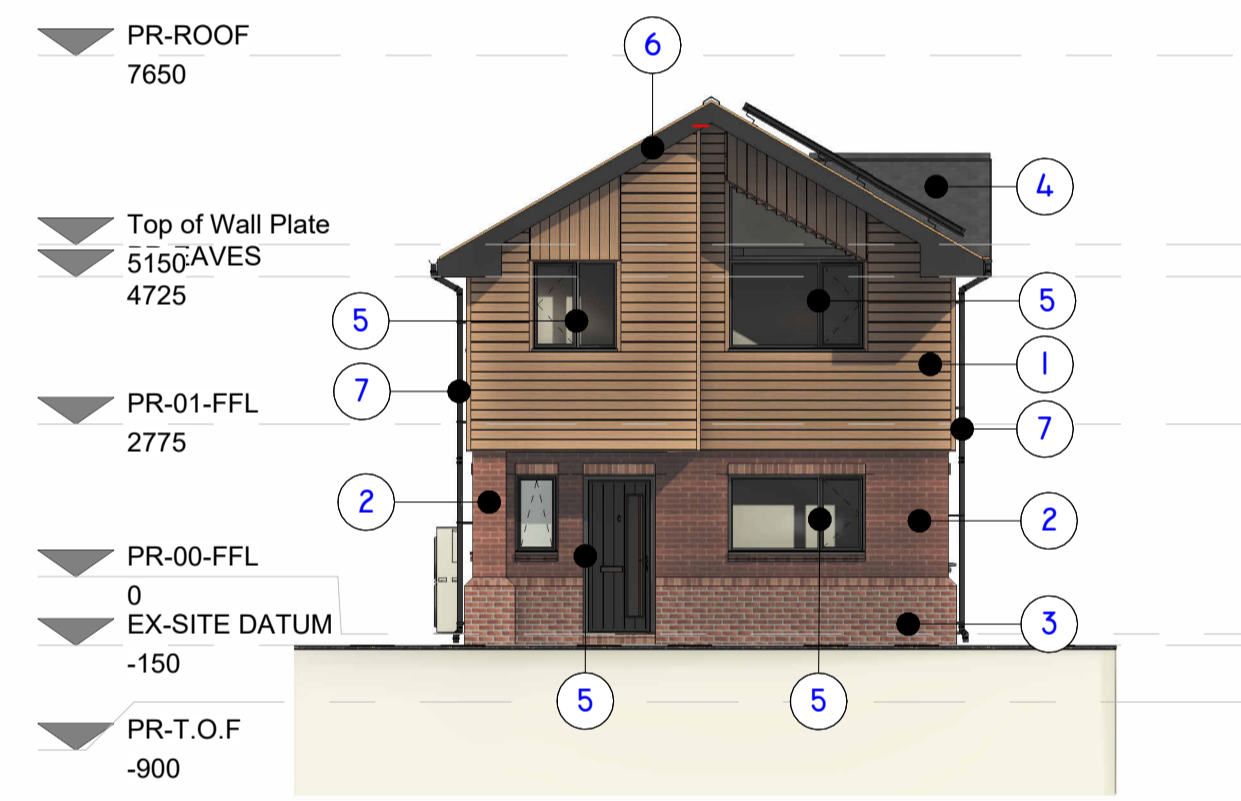 PR-ROOF
7650
6
4
Top of Wall Plate
5150
EAVES
4725
5
5
1
7
PR-01-FFL
2775
7
2
2
PR-00-FFL
0
EX-SITE DATUM
-150
3
5
5
PR-T.O.F
-900